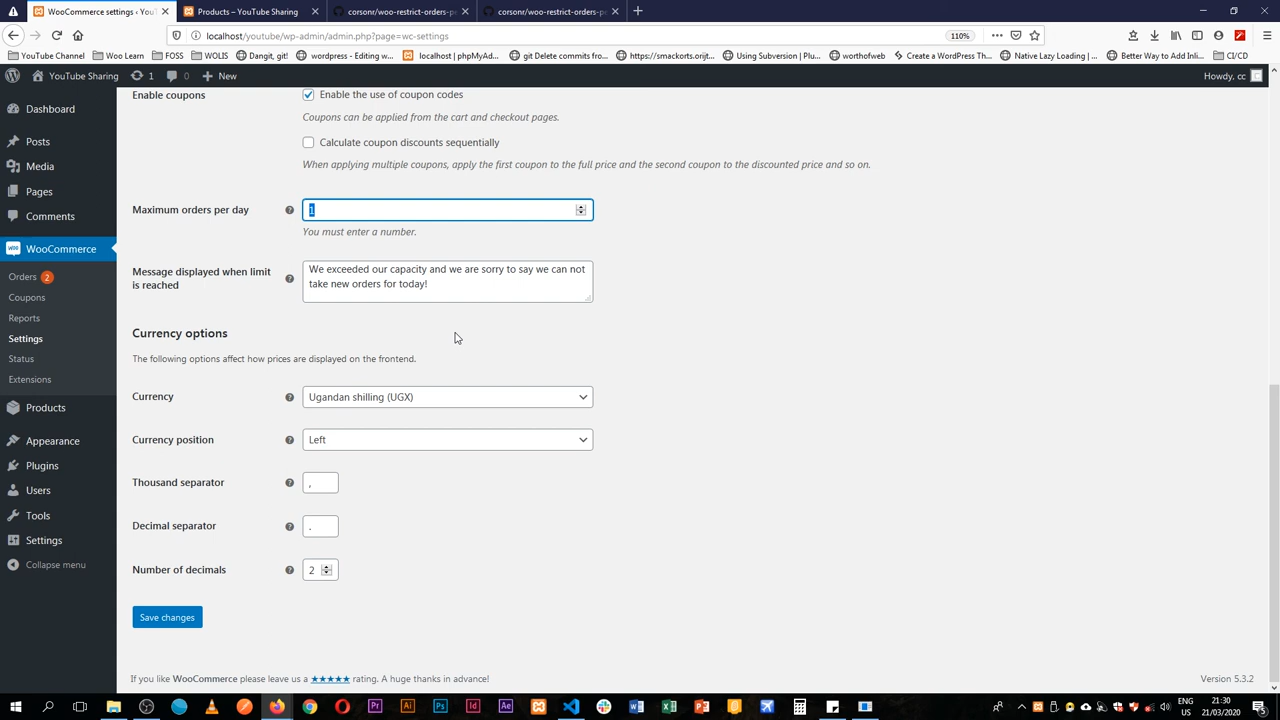 WooCommerce settings ‹ YouT
Products – YouTube Sharing
corsonr/woo-restrict-orders-pe
corsonr/woo-restrict-orders-pe
localhost/youtube/wp-admin/admin.php?page=wc-settings
110%
YouTube Channel
Woo Learn
FOSS
WOLIS
Dangit, git!
wordpress - Editing w...
localhost | phpMyAd...
git Delete commits fro...
https://smackorts.orijt...
Using Subversion | Plu...
worthofweb
Creating a WordPress Th...
Native Lazy Loading | ...
Better Way to Add Inli...
CI/CD
YouTube Sharing
1
0
New
Howdy, cc
Dashboard
Posts
Media
Pages
Comments
WooCommerce
Orders 2
Coupons
Reports
Settings
Status
Extensions
Products
Appearance
Plugins
Users
Tools
Settings
Collapse menu
Enable coupons
Enable the use of coupon codes
Coupons can be applied from the cart and checkout pages.
Calculate coupon discounts sequentially
When applying multiple coupons, apply the first coupon to the full price and the second coupon to the discounted price and so on.
Maximum orders per day
1
You must enter a number.
Message displayed when limit
is reached
We exceeded our capacity and we are sorry to say we can not
take new orders for today!
Currency options
The following options affect how prices are displayed on the frontend.
Currency
Ugandan shilling (UGX)
Currency position
Left
Thousand separator
,
Decimal separator
.
Number of decimals
2
Save changes
If you like WooCommerce please leave us a ★★★★★ rating. A huge thanks in advance!
Version 5.3.2
ENG
US
21:30
21/03/2020